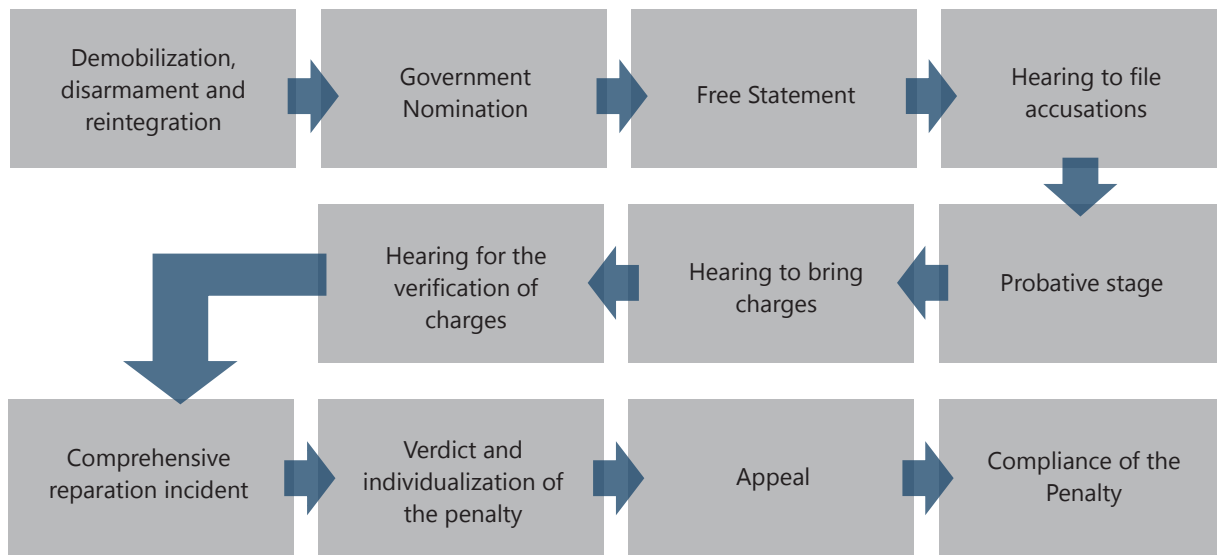 Demobilization,
disarmament and
reintegration
Government
Nomination
Free Statement
Hearing to file
accusations
Probative stage
Hearing to bring
charges
Hearing for the
verification of
charges
Comprehensive
reparation incident
Verdict and
individualization of
the penalty
Appeal
Compliance of the
Penalty